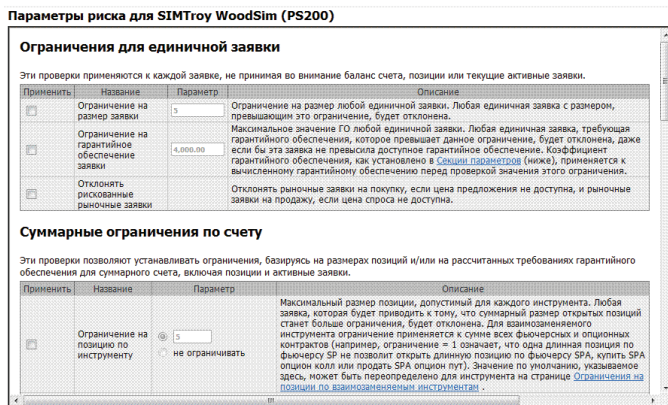 Параметры риска для SIMTroy WoodSim (PS200)
Ограничения для единичной заявки
Эти проверки применяются к каждой заявке, не принимая во внимание баланс счета, позиции или текущие активные заявки.
Применить Название Параметр Описание
Ограничение на
размер заявки
5
Ограничение на размер любой единичной заявки. Любая единичная заявка с размером,
превышающим это ограничение, будет отклонена.
Ограничение на
гарантийное
обеспечение
заявки
4,000.00
Максимальное значение ГО любой единичной заявки. Любая единичная заявка, требующая
гарантийного обеспечения, которое превышает данное ограничение, будет отклонена, даже
если бы эта заявка не превысила доступное гарантийное обеспечение. Коэффициент
гарантийного обеспечения, как установлено в Секции параметров (ниже), применяется к
вычисленному гарантийному обеспечению перед проверкой значения этого ограничения.
Отклонять
рискованные
рыночные заявки
Отклонять рыночные заявки на покупку, если цена предложения не доступна, и рыночные
заявки на продажу, если цена спроса не доступна.
Суммарные ограничения по счету
Эти проверки позволяют устанавливать ограничения, базируясь на размерах позиций и/или на рассчитанных требованиях гарантийного
обеспечения для суммарного счета, включая позиции и активные заявки.
Применить Название Параметр Описание
Ограничение на
позицию по
инструменту
5
не ограничивать
Максимальный размер позиции, допустимый для каждого инструмента. Любая
заявка, которая будет приводить к тому, что суммарный размер открытых позиций
станет больше ограничения, будет отклонена. Для взаимозаменяемого
инструмента ограничение применяется к сумме всех фьючерсных и опционных
контрактов (например, ограничение = 1 означает, что одна длинная позиция по
фьючерсу SP не позволит открыть длинную позицию по фьючерсу SPA, купить SPA
опцион колл или продать SPA опцион пут). Значение по умолчанию, указываемое
здесь, может быть переопределено для инструмента на странице Ограничения на
позиции по взаимозаменяемым инструментам .